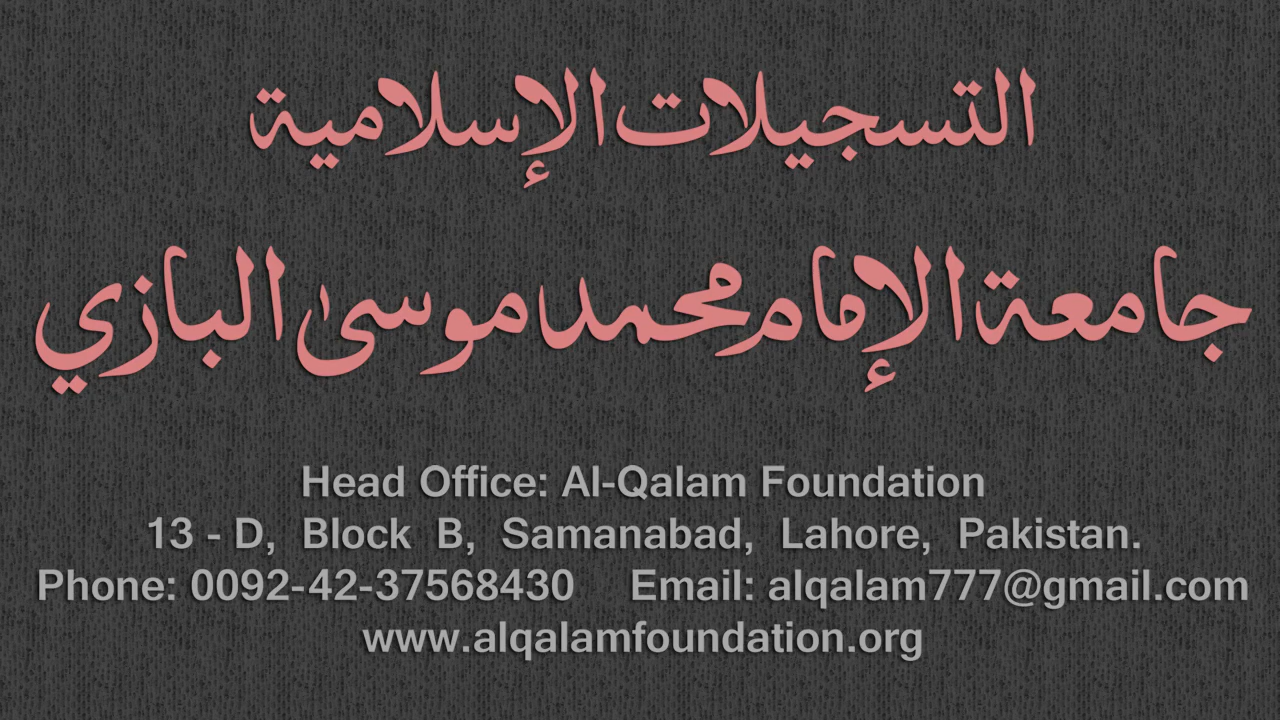 التسجيلات الإسلامية
جامعة الإمام محمد موسىٰ البازي
Head Office: Al-Qalam Foundation
13 - D, Block B, Samanabad, Lahore, Pakistan.
Phone: 0092-42-37568430 Email: alqalam777@gmail.com
www.alqalamfoundation.org